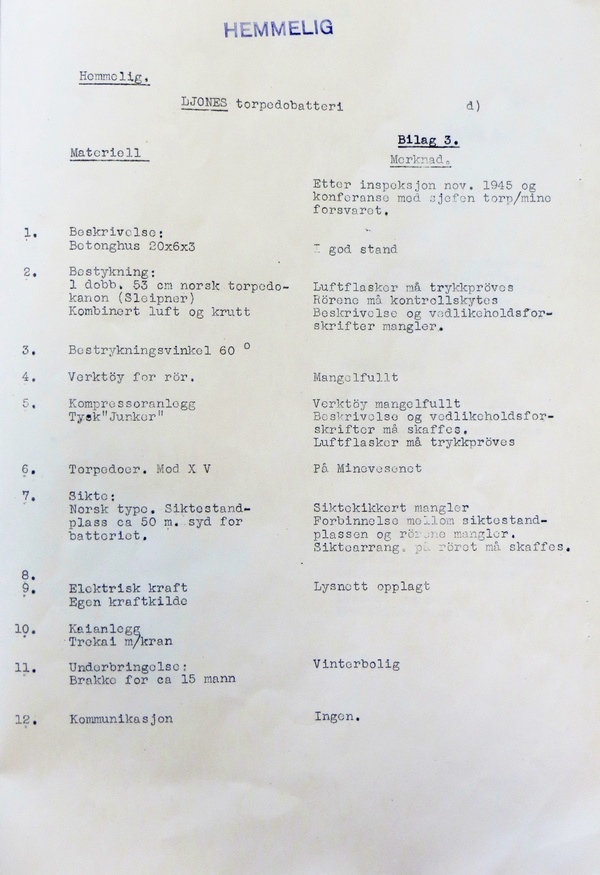 HEMMELIG
Hemmelig.
LJONES torpedobatteri d)
Bilag 3.
Materiell
Merknad.
Etter inspeksjon nov. 1945 og
konferanse med sjefen torp/mine
forsvaret.
1. Beskrivelse:
Betonghus 20x6x3 I god stand
2. Bestykning:
1 dobb. 53 cm norsk torpedo- Luftflasker må trykkpröves
kanon (Sleipner) Rörene må kontrollskytes
Kombinert luft og krutt Beskrivelse og vedlikeholdsfor-
skrifter mangler.
3. Bestrykningsvinkel 60 °
4. Verktöy for rör. Mangelfullt
5. Kompressoranlegg Verktöy mangelfullt
Tysk"Junker" Beskrivelse og vedlikeholdsfor-
skrifter må skaffes.
Luftflasker må trykkpröves
6. Torpedoer. Mod X V På Minevesenet
7. Sikte:
Norsk type. Siktestand- Siktekikkert mangler
plass ca 50 m. syd for Forbinnelse mellom siktestand-
batteriet. plassen og rörene mangler.
Siktearrang. på röret må skaffes.
8.
9. Elektrisk kraft Lysnett opplagt
Egen kraftkilde
10. Kaianlegg
Trekai m/kran
11. Underbringelse: Vinterbolig
Brakke for ca 15 mann
12. Kommunikasjon Ingen.